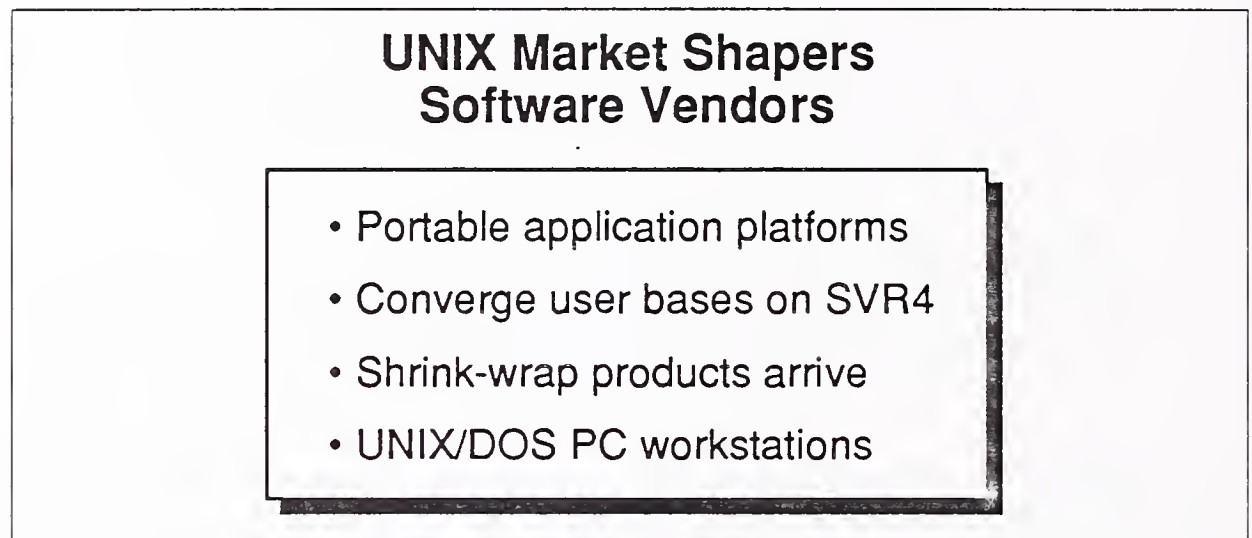 UNIX Market Shapers
Software Vendors
• Portable application platforms
• Converge user bases on SVR4
• Shrink-wrap products arrive
• UNIX/DOS PC workstations